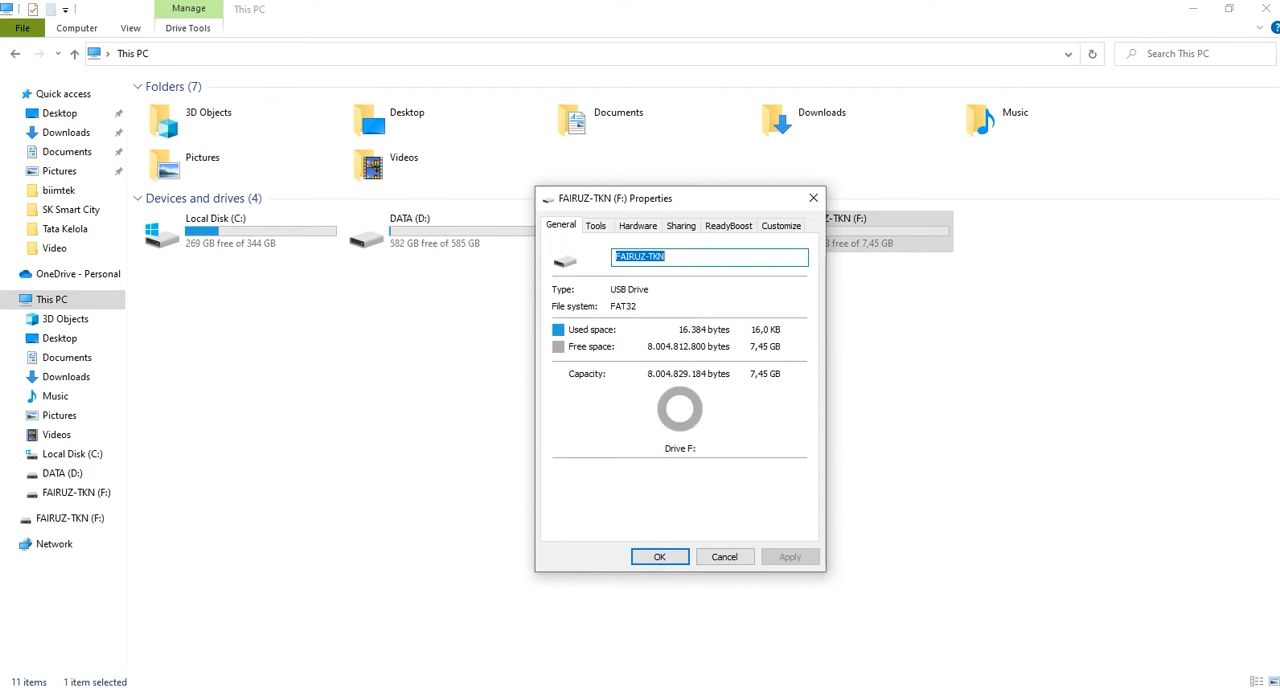 Manage
This PC
File
Computer
View
Drive Tools
This PC
Search This PC
Quick access
Desktop
Downloads
Documents
Pictures
biimtek
SK Smart City
Tata Kelola
Video
OneDrive - Personal
This PC
3D Objects
Desktop
Documents
Downloads
Music
Pictures
Videos
Local Disk (C:)
DATA (D:)
FAIRUZ-TKN (F:)
FAIRUZ-TKN (F:)
Network
Folders (7)
3D Objects
Desktop
Documents
Downloads
Music
Pictures
Videos
Devices and drives (4)
Local Disk (C:)
269 GB free of 344 GB
DATA (D:)
582 GB free of 585 GB
Z-TKN (F:)
free of 7,45 GB
FAIRUZ-TKN (F:) Properties
General
Tools
Hardware
Sharing
ReadyBoost
Customize
FAIRUZ-TKN
Type: USB Drive
File system: FAT32
Used space: 16.384 bytes 16,0 KB
Free space: 8.004.812.800 bytes 7,45 GB
Capacity: 8.004.829.184 bytes 7,45 GB
Drive F:
OK
Cancel
Apply
11 items
1 item selected